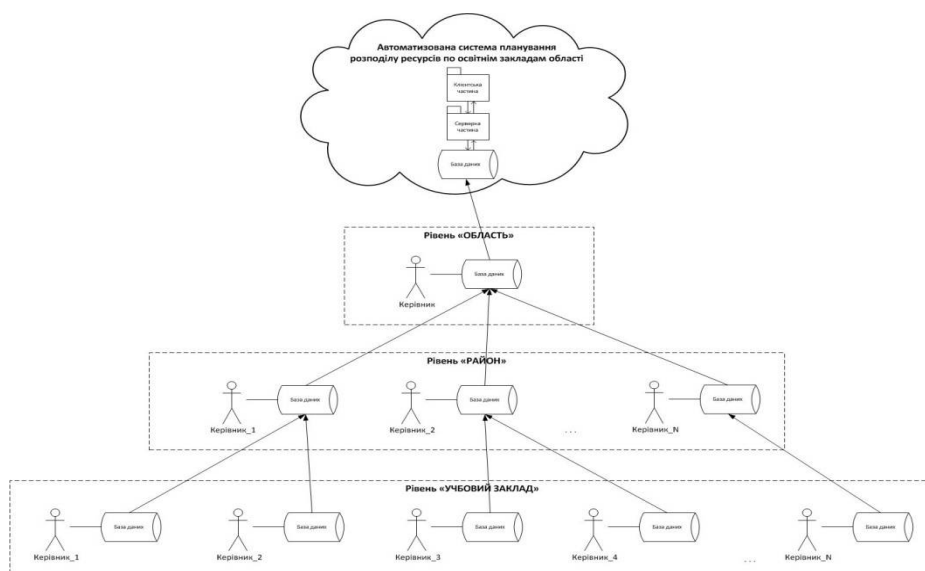 Автоматизована система планування
розподілу ресурсів по освітнім закладам області
Клієнтська
частина
Серверна
частина
База даних
Рівень «ОБЛАСТЬ»
База даних
Керівник
Рівень «РАЙОН»
База даних
База даних
База даних
Керівник_1
Керівник_2
...
Керівник_N
Рівень «УЧБОВИЙ ЗАКЛАД»
База даних
База даних
База даних
База даних
База даних
Керівник_1
Керівник_2
Керівник_3
Керівник_4
...
Керівник_N